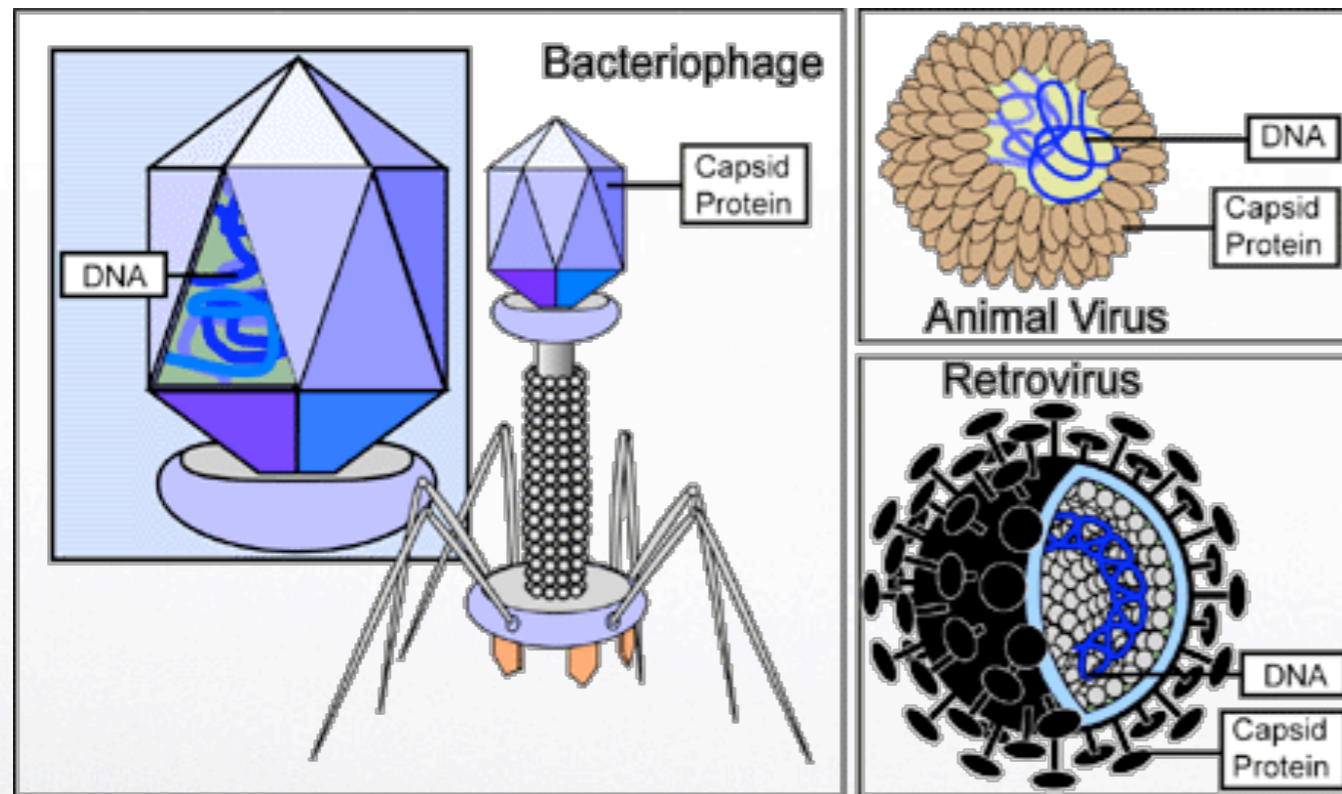 Bacteriophage
DNA
Capsid
Protein
DNA
Capsid
Protein
Animal Virus
Retrovirus
DNA
Capsid
Protein